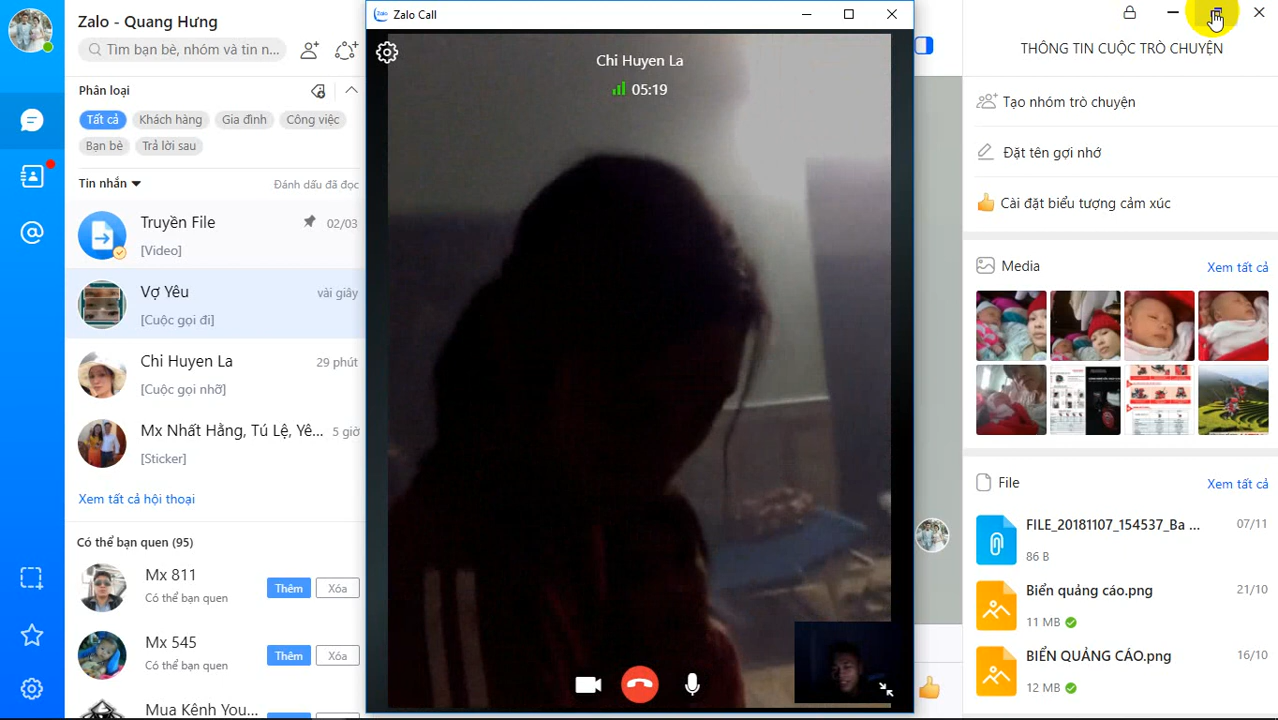 Zalo - Quang Hưng
Tìm bạn bè, nhóm và tin n...
Phân loại
Tất cả
Khách hàng
Gia đình
Công việc
Bạn bè
Trả lời sau
Tin nhắn
Đánh dấu đã đọc
Truyền File
02/03
[Video]
Vợ Yêu
vài giây
[Cuộc gọi đi]
Chi Huyen La
29 phút
[Cuộc gọi nhỡ]
Mx Nhất Hằng, Tú Lệ, Yê...
5 giờ
[Sticker]
Xem tất cả hội thoại
Có thể bạn quen (95)
Mx 811
Có thể bạn quen
Thêm
Xóa
Mx 545
Có thể bạn quen
Thêm
Xóa
Mua Kênh You...
Zalo Call
Chi Huyen La
05:19
THÔNG TIN CUỘC TRÒ CHUYỆN
Tạo nhóm trò chuyện
Đặt tên gợi nhớ
Cài đặt biểu tượng cảm xúc
Media
Xem tất cả
File
Xem tất cả
FILE_20181107_154537_Ba ...
07/11
86 B
Biển quảng cáo.png
21/10
11 MB
BIỂN QUẢNG CÁO.png
16/10
12 MB